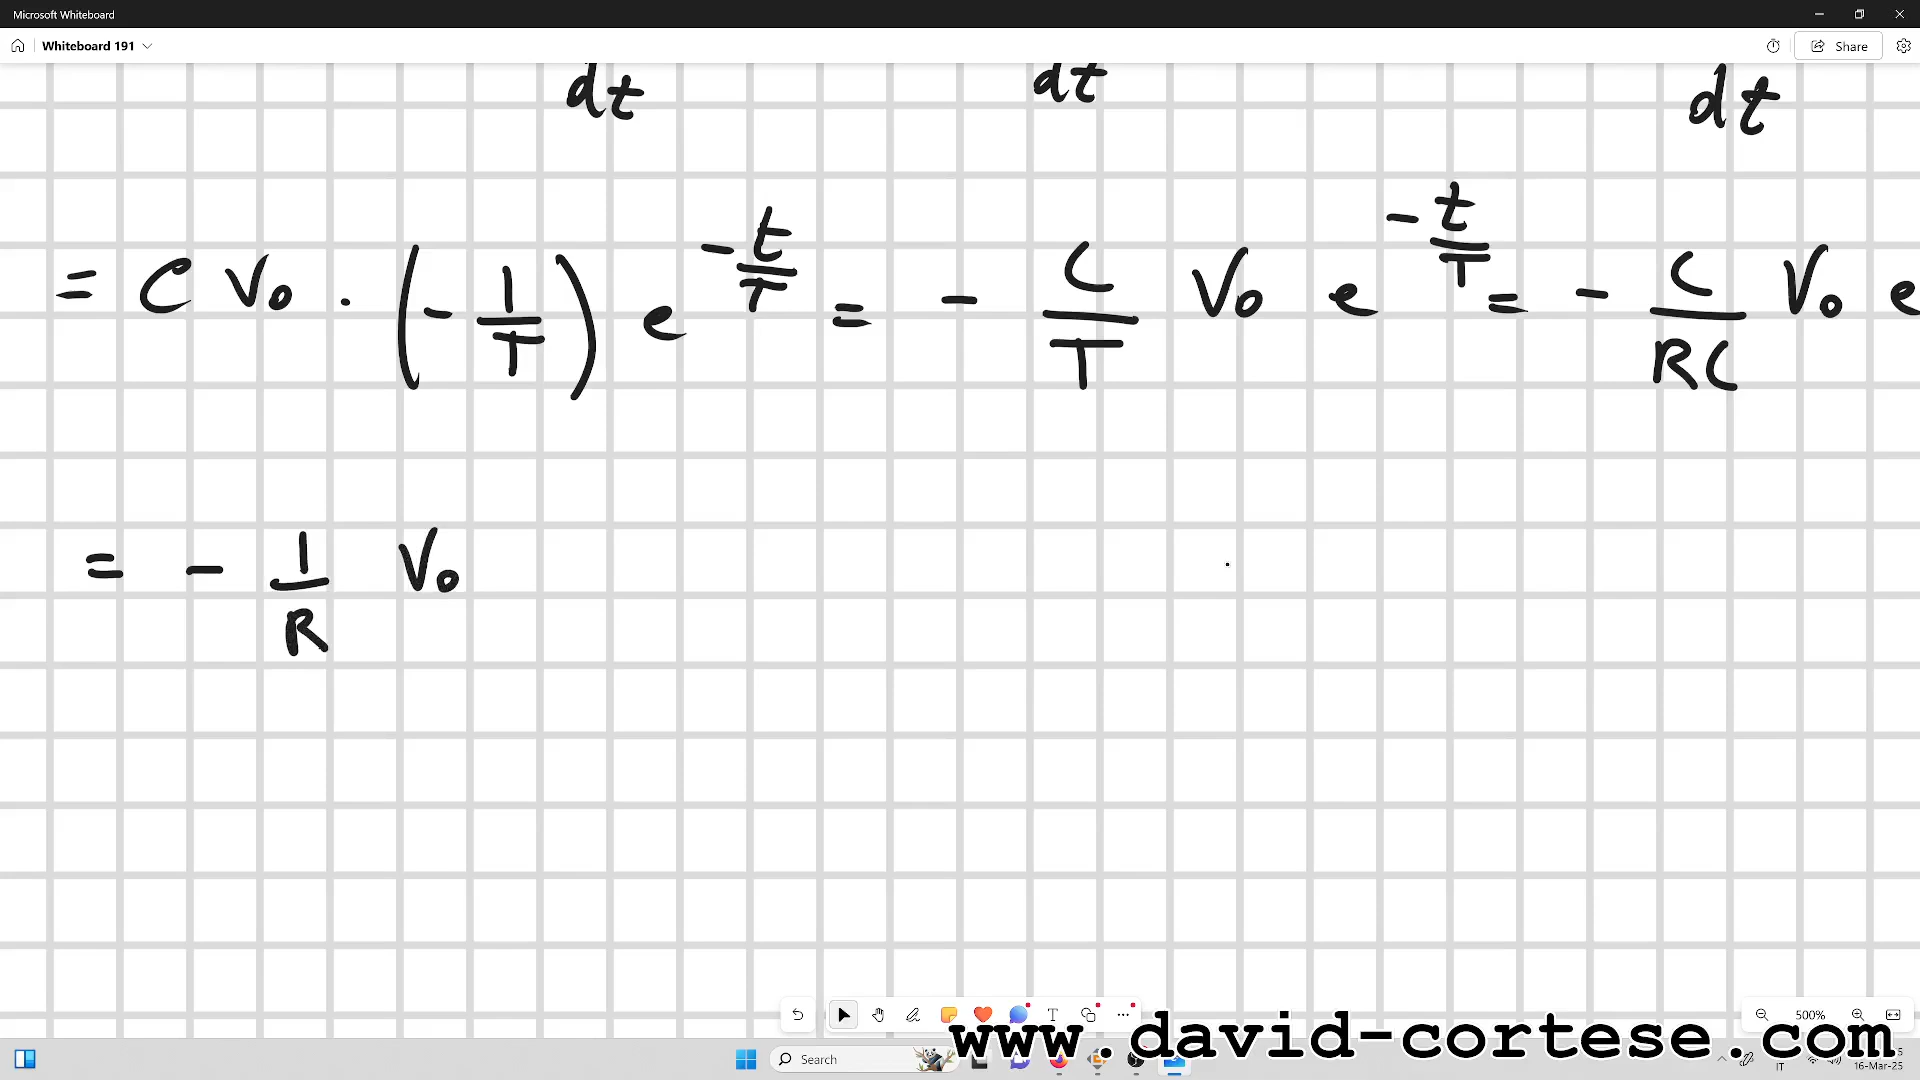 Microsoft Whiteboard
Whiteboard 191
Share
dt dt dt
= C V₀ · (- 1/T) e^(-t/T) = - C/T V₀ e^(-t/T) = - C/RC V₀ e
= - 1/R V₀
500%
www.david-cortese.com
Search
IT
16-Mar-25